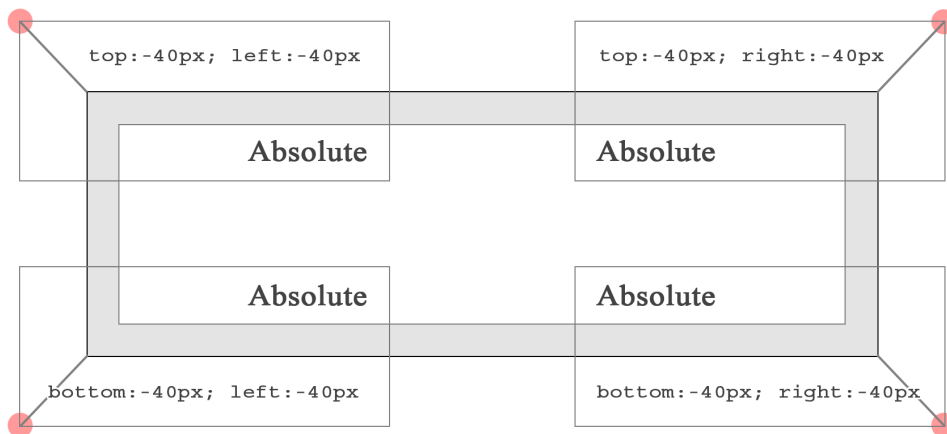 top:-40px; left:-40px
top:-40px; right:-40px
Absolute
Absolute
Absolute
Absolute
bottom:-40px; left:-40px
bottom:-40px; right:-40px